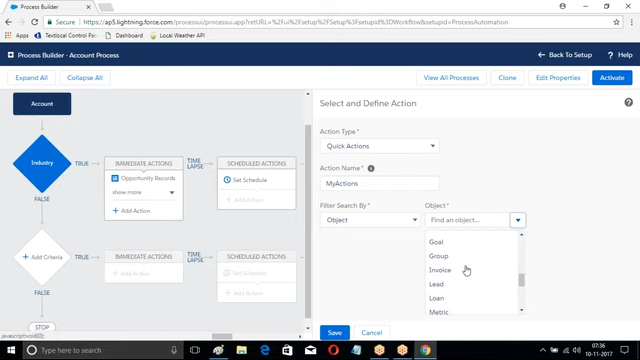 Process Builder - Acco
Secure
https://ap5.lightning.force.com/processui/processui.app?retURL=%2Fui%2Fsetup%2FSetup%3Fsetupid%3DWorkflow&setupid=ProcessAutomation
Apps
Textlocal Control For
Dashboard
Local Weather API
Process Builder - Account Process
Back To Setup
Help
Expand All
Collapse All
View All Processes
Clone
Edit Properties
Activate
Account
Select and Define Action
Action Type*
Quick Actions
Industry
TRUE
IMMEDIATE ACTIONS
TIME LAPSE
SCHEDULED ACTIONS
Opportunity Records
show more
Add Action
Set Schedule
Add Action
Action Name*
MyActions
FALSE
Filter Search By*
Object
Object*
Find an object...
Goal
Group
Invoice
Lead
Loan
Metric
Add Criteria
TRUE
IMMEDIATE ACTIONS
TIME LAPSE
SCHEDULED ACTIONS
Add Action
Set Schedule
Add Action
FALSE
STOP
Save
Cancel
javascript:void(0);
Type here to search
07:36
10-11-2017